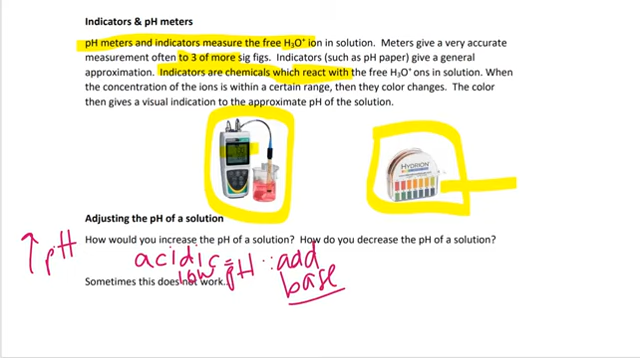 Indicators & pH meters
pH meters and indicators measure the free H₃O⁺ ion in solution. Meters give a very accurate
measurement often to 3 of more sig figs. Indicators (such as pH paper) give a general
approximation. Indicators are chemicals which react with the free H₃O⁺ ons in solution. When
the concentration of the ions is within a certain range, then they color changes. The color
then gives a visual indication to the approximate pH of the solution.
HYDRION
Adjusting the pH of a solution
How would you increase the pH of a solution? How do you decrease the pH of a solution?
↑ pH
acidic = low pH ∴ add base
Sometimes this does not work.